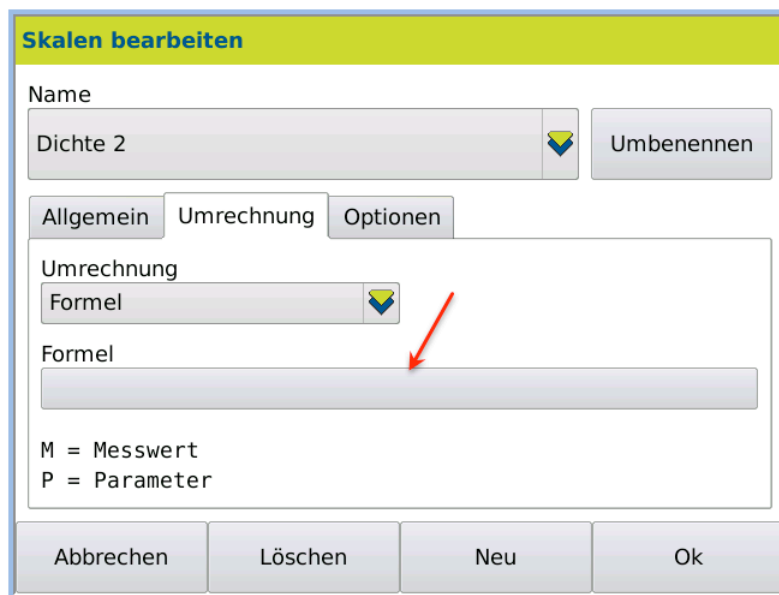 Skalen bearbeiten
Name
Dichte 2
Umbenennen
Allgemein Umrechnung Optionen
Umrechnung
Formel
Formel
M = Messwert
P = Parameter
Abbrechen Löschen Neu Ok